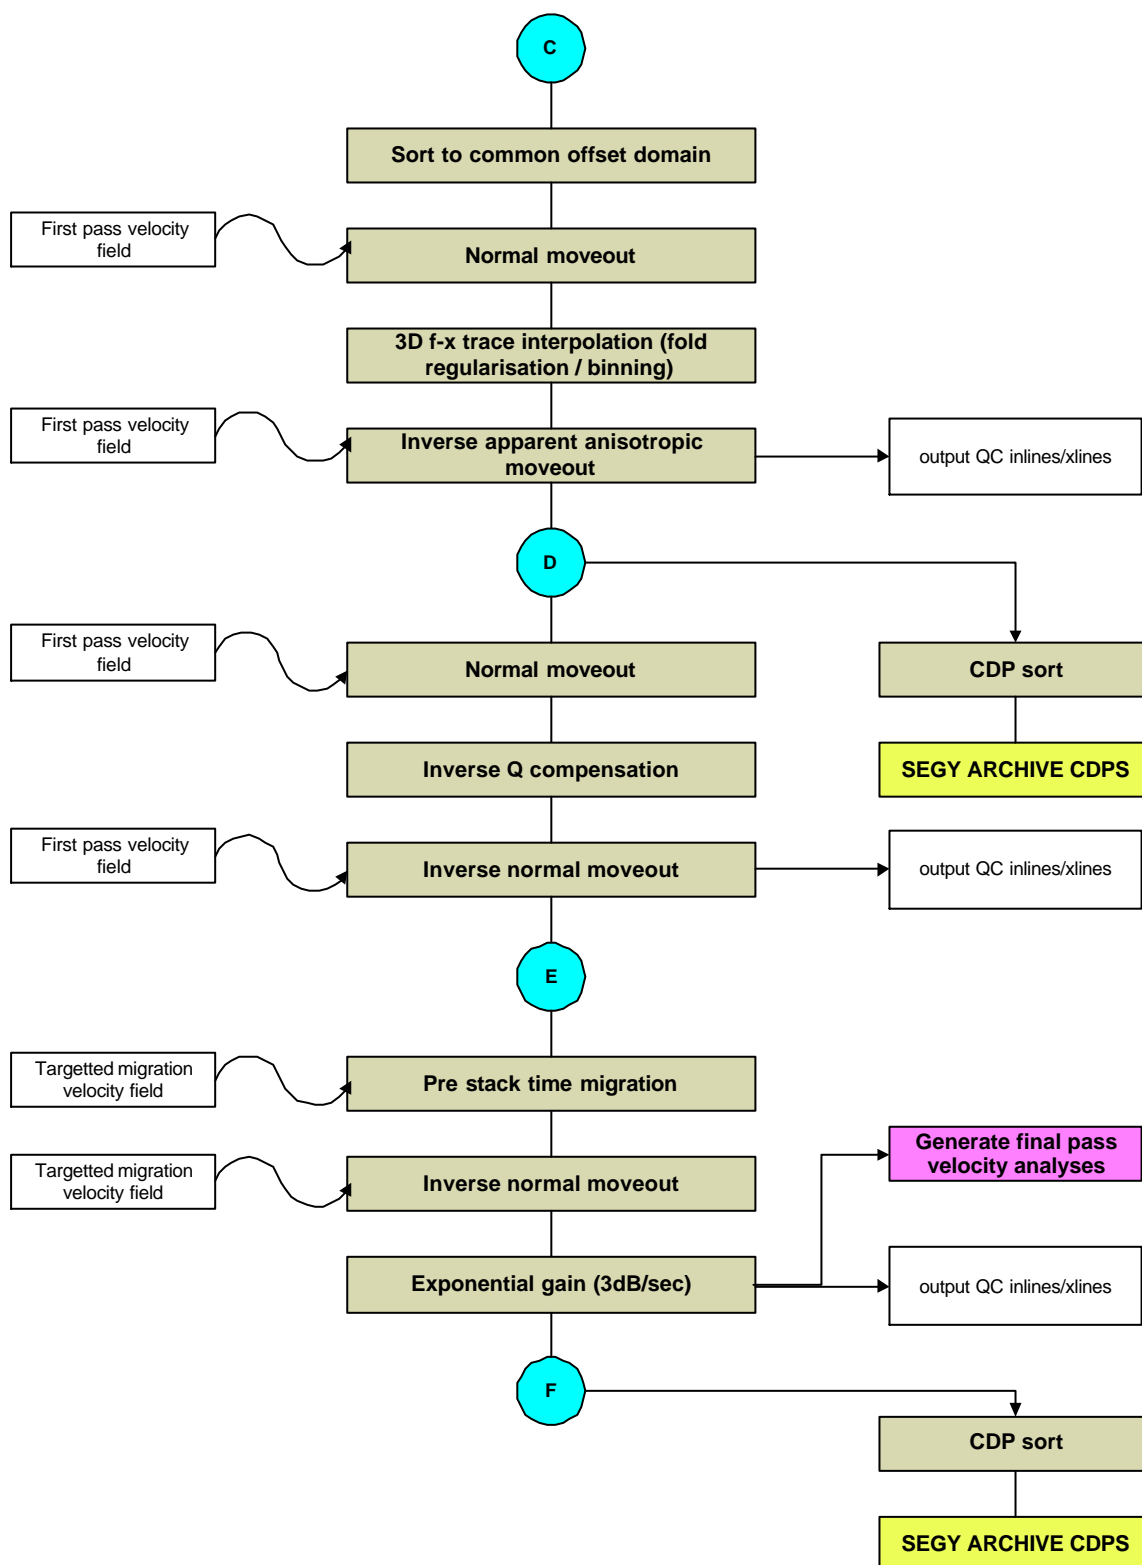 C
Sort to common offset domain
First pass velocity
field
Normal moveout
3D f-x trace interpolation (fold
regularisation / binning)
First pass velocity
field
Inverse apparent anisotropic
moveout
output QC inlines/xlines
D
First pass velocity
field
Normal moveout
CDP sort
Inverse Q compensation
SEGY ARCHIVE CDPS
First pass velocity
field
Inverse normal moveout
output QC inlines/xlines
E
Targetted migration
velocity field
Pre stack time migration
Generate final pass
velocity analyses
Targetted migration
velocity field
Inverse normal moveout
Exponential gain (3dB/sec)
output QC inlines/xlines
F
CDP sort
SEGY ARCHIVE CDPS